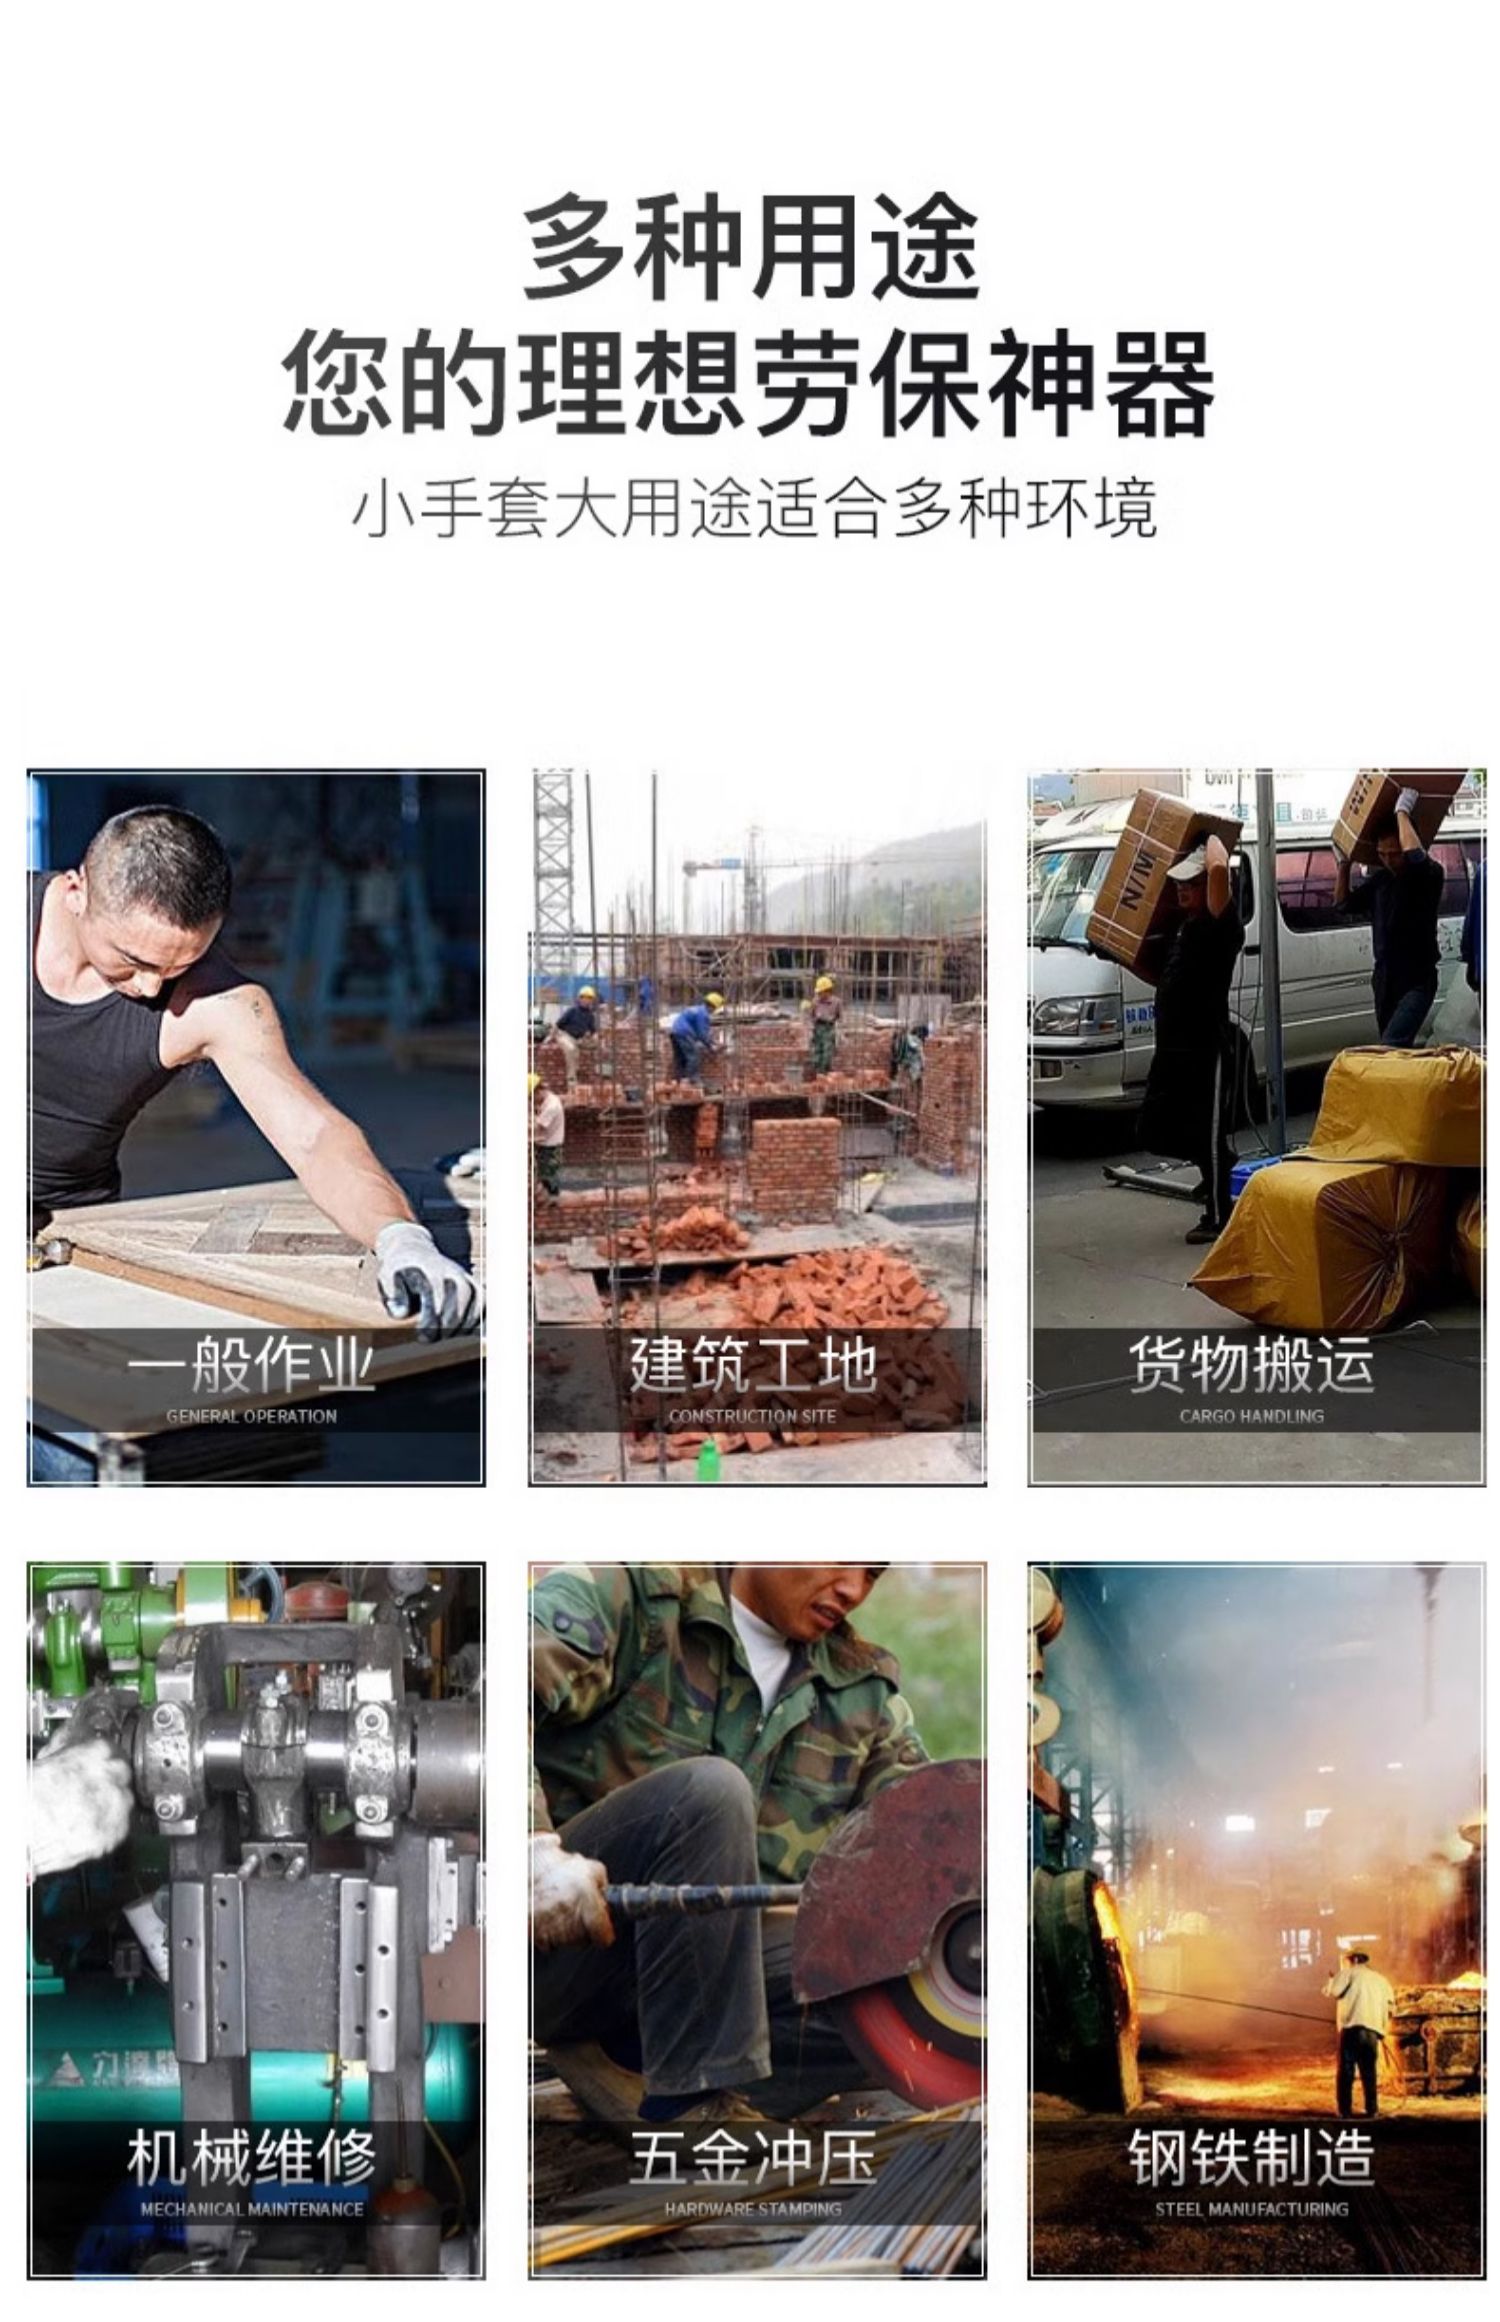 多种用途
您的理想劳保神器
小手套大用途适合多种环境
N/M
一般作业
GENERAL OPERATION
建筑工地
CONSTRUCTION SITE
货物搬运
CARGO HANDLING
机械维修
MECHANICAL MAINTENANCE
五金冲压
HARDWARE STAMPING
钢铁制造
STEEL MANUFACTURING